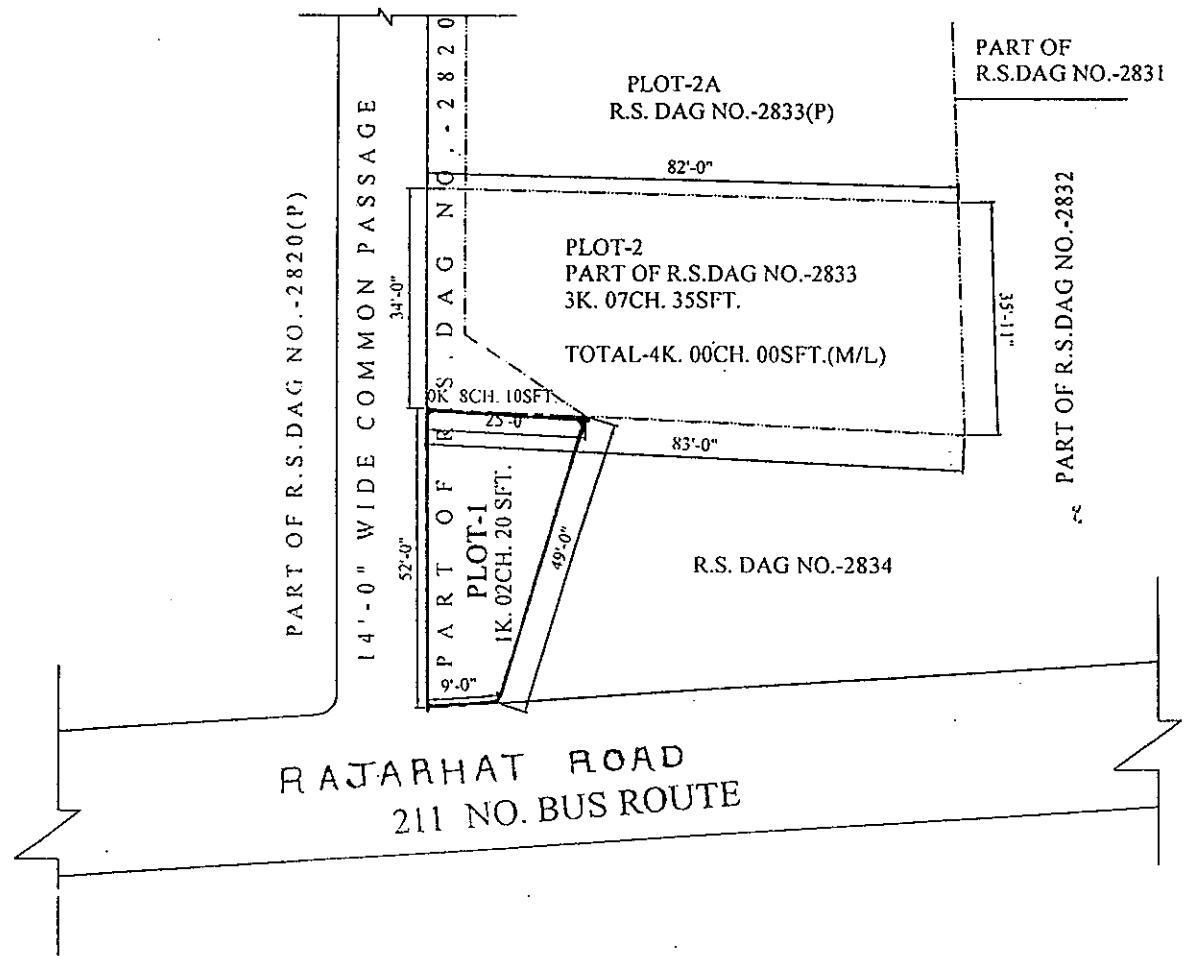 PART OF
R.S.DAG NO.-2831
PLOT-2A
R.S. DAG NO.-2833(P)
82'-0"
PART OF R.S.DAG NO.-2820(P)
14'-0" WIDE COMMON PASSAGE
PART OF R.S.DAG NO.-2820
34'-0"
PLOT-2
PART OF R.S.DAG NO.-2833
3K. 07CH. 35SFT.
TOTAL-4K. 00CH. 00SFT.(M/L)
35'-11"
PART OF R.S.DAG NO.-2832
0K 8CH. 10SFT.
25'-0"
83'-0"
52'-0"
PLOT-1
1K. 02CH. 20 SFT.
49'-0"
R.S. DAG NO.-2834
9'-0"
RAJARHAT ROAD
211 NO. BUS ROUTE